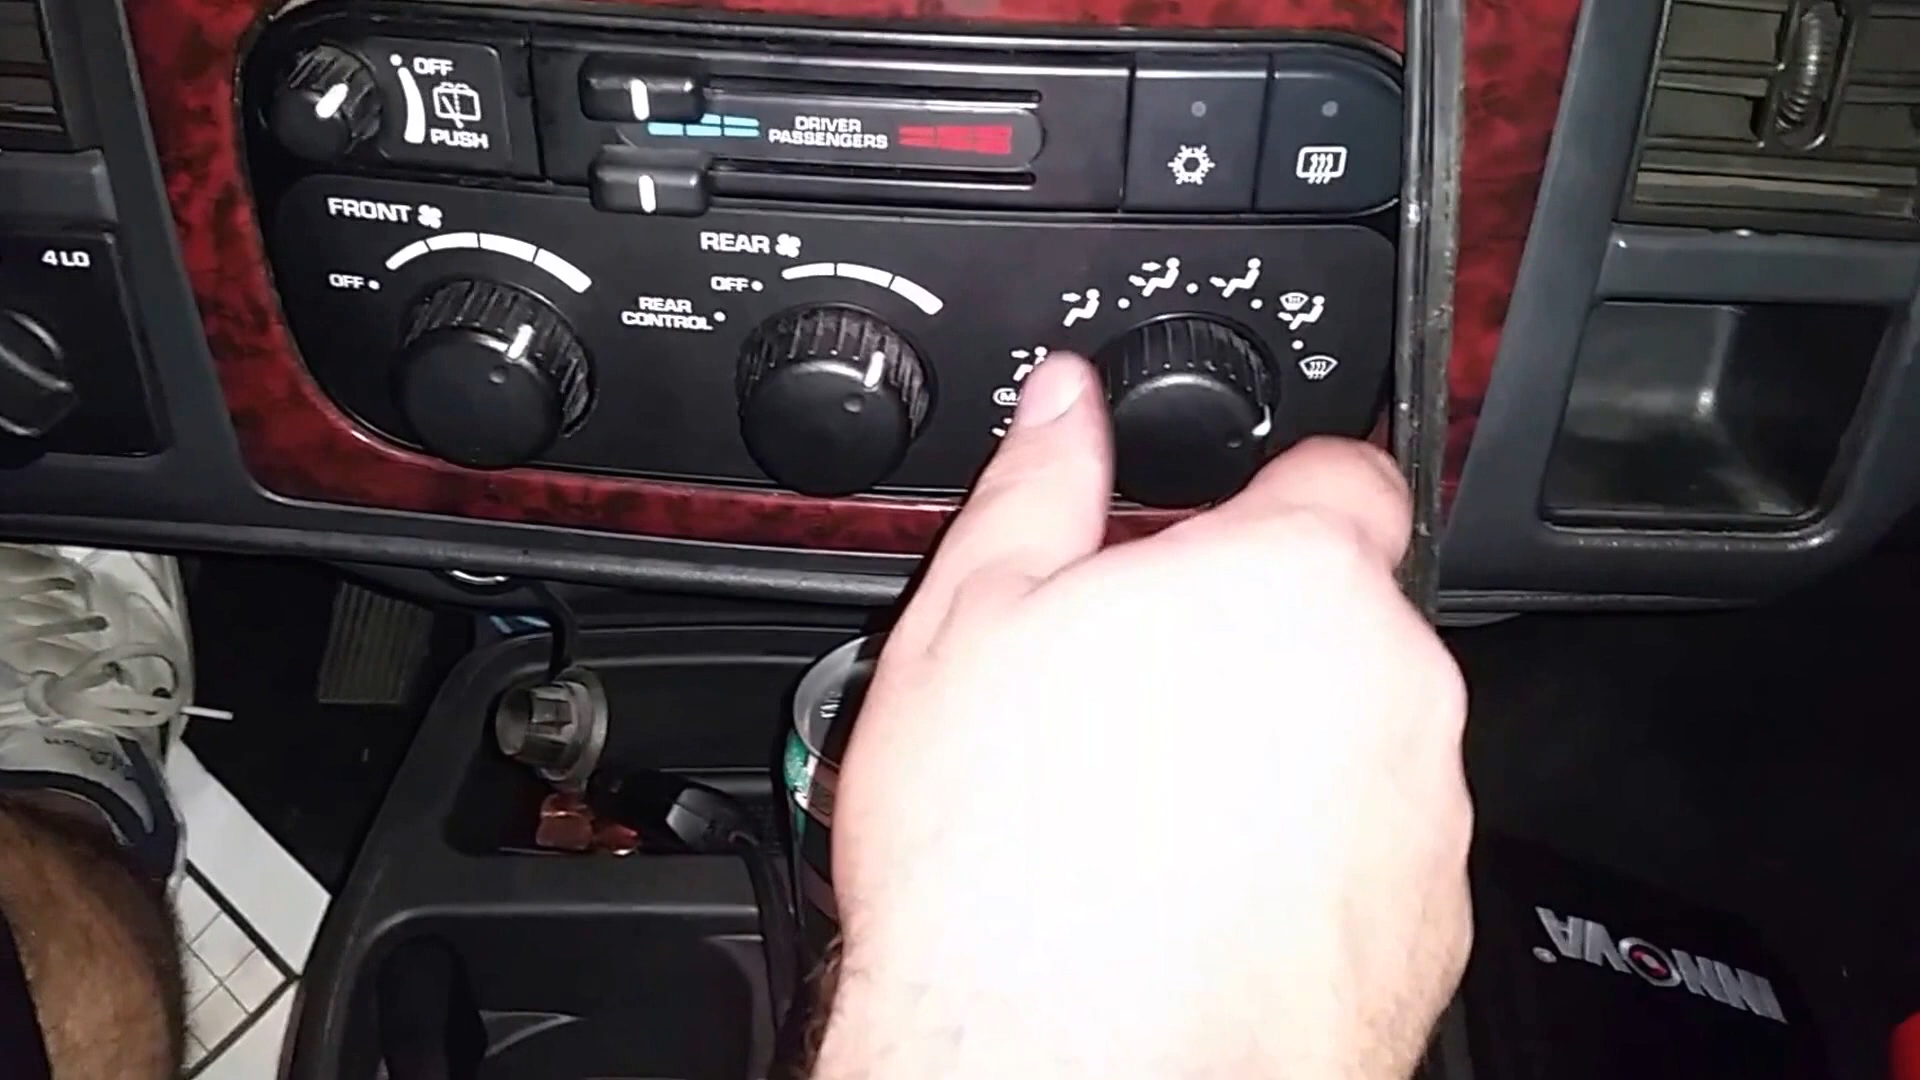 OFF
PUSH
DRIVER
PASSENGERS
FRONT
REAR
4 LO
OFF
OFF
REAR
CONTROL
INNOVA®